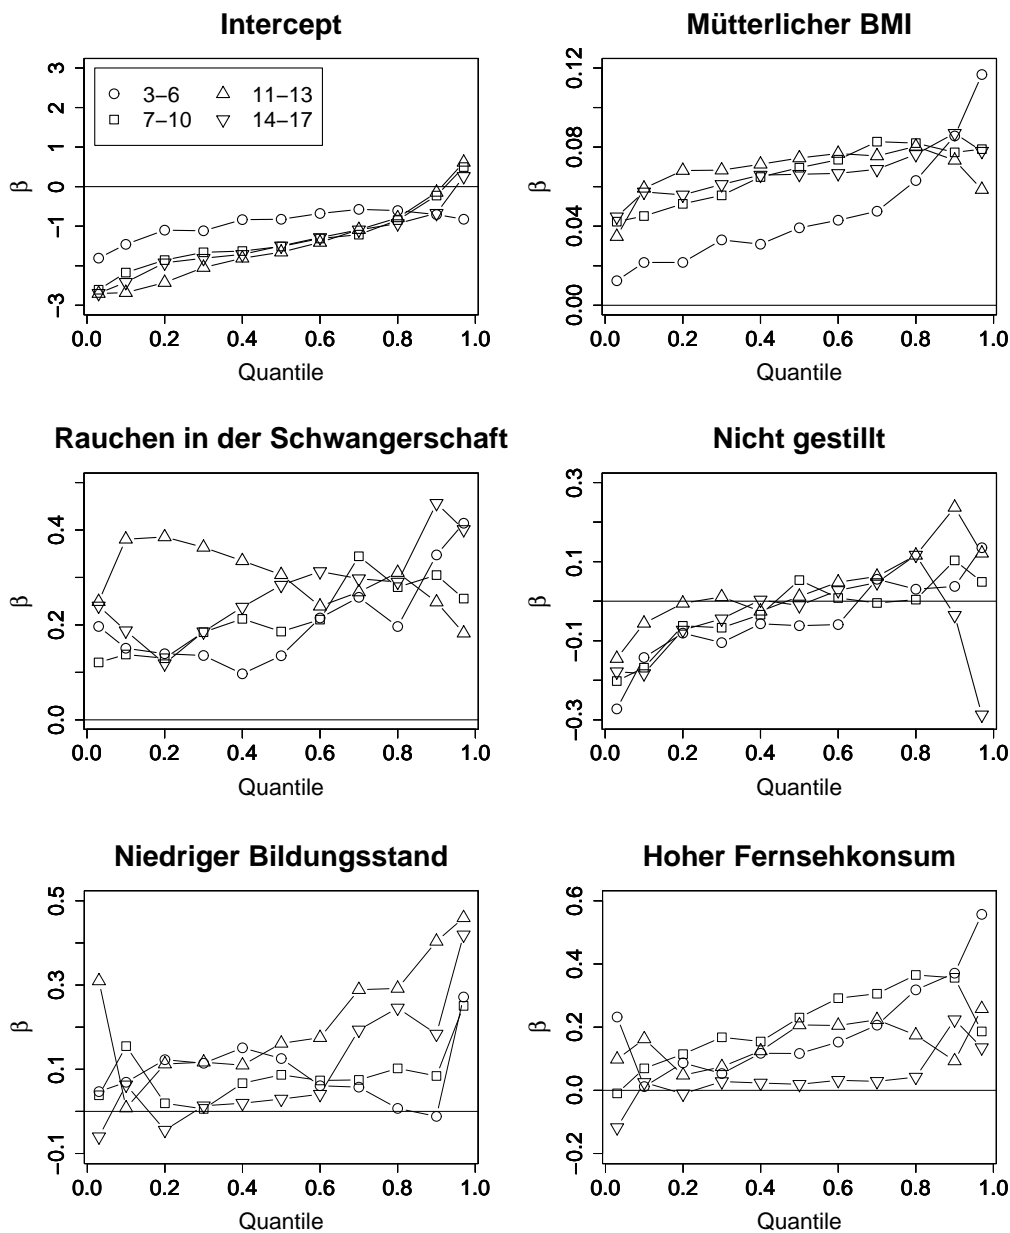 Intercept
3
2
1
0
−1
−3
β
3−6 11−13
7−10 14−17
0.0 0.2 0.4 0.6 0.8 1.0
Quantile
Mütterlicher BMI
0.12
0.08
0.04
0.00
β
0.0 0.2 0.4 0.6 0.8 1.0
Quantile
Rauchen in der Schwangerschaft
0.4
0.2
0.0
β
0.0 0.2 0.4 0.6 0.8 1.0
Quantile
Nicht gestillt
0.3
0.1
−0.1
−0.3
β
0.0 0.2 0.4 0.6 0.8 1.0
Quantile
Niedriger Bildungsstand
0.5
0.3
0.1
−0.1
β
0.0 0.2 0.4 0.6 0.8 1.0
Quantile
Hoher Fernsehkonsum
0.6
0.4
0.2
0.0
−0.2
β
0.0 0.2 0.4 0.6 0.8 1.0
Quantile